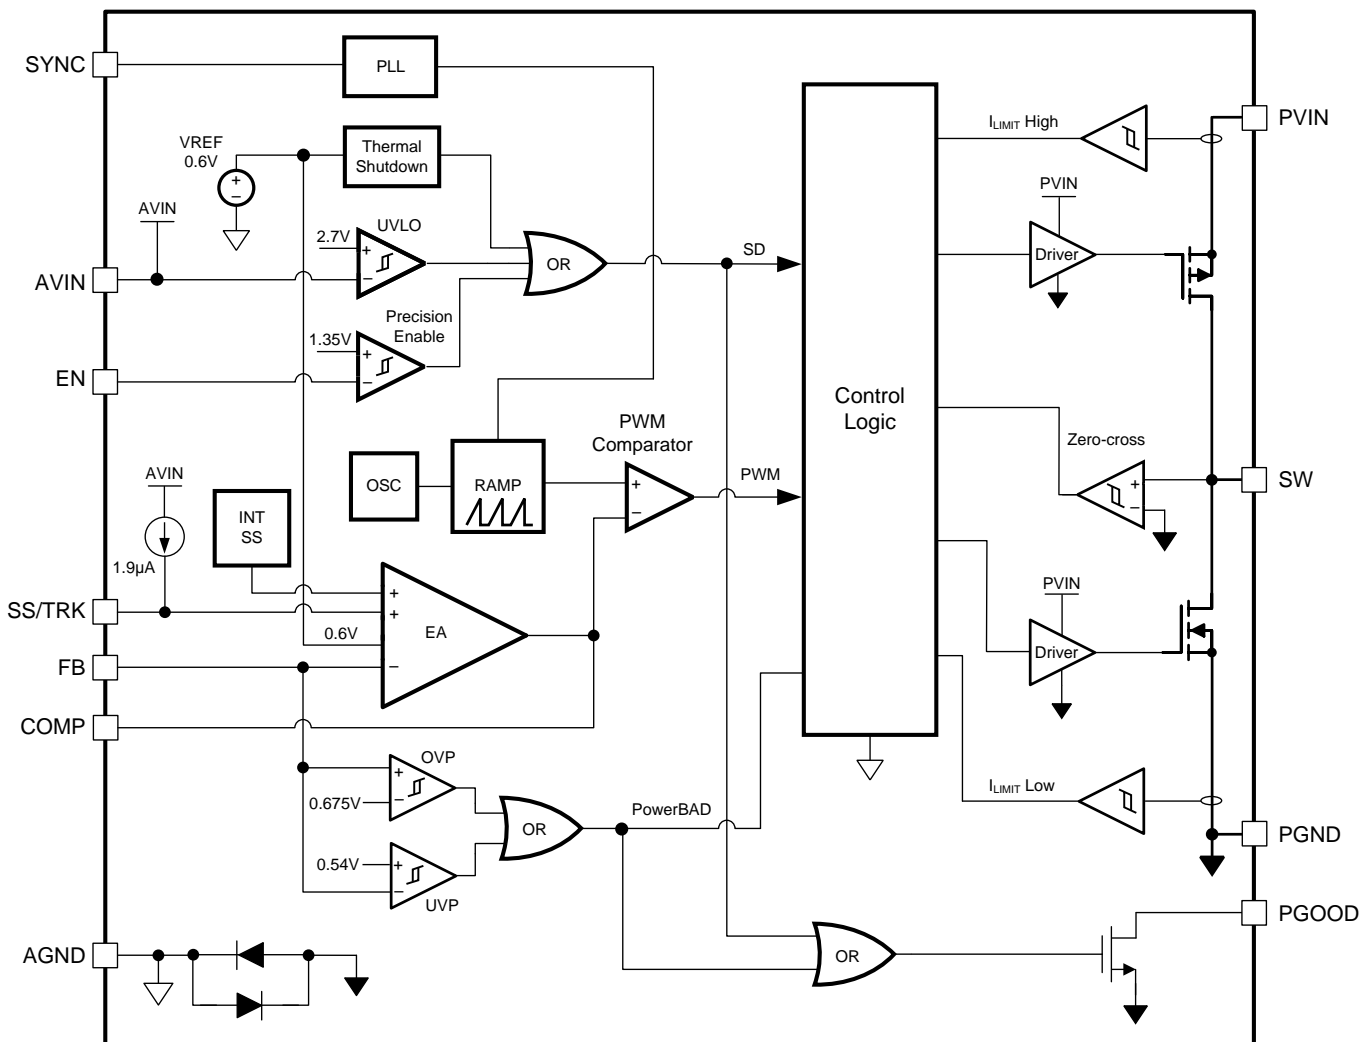 SYNC
PLL
PVIN
I_LIMIT High
VREF
0.6V
Thermal
Shutdown
+
−
AVIN
PVIN
UVLO
2.7V
+
−
SD
OR
Driver
AVIN
Precision
Enable
1.35V
+
−
EN
Control
Logic
PWM
Comparator
Zero-cross
AVIN
OSC
RAMP
+
−
PWM
+
−
SW
INT
SS
1.9µA
PVIN
+
SS/TRK
+
EA
0.6V
Driver
FB
−
COMP
OVP
+
−
0.675V
I_LIMIT Low
PowerBAD
OR
PGND
0.54V
+
−
UVP
PGOOD
AGND
OR